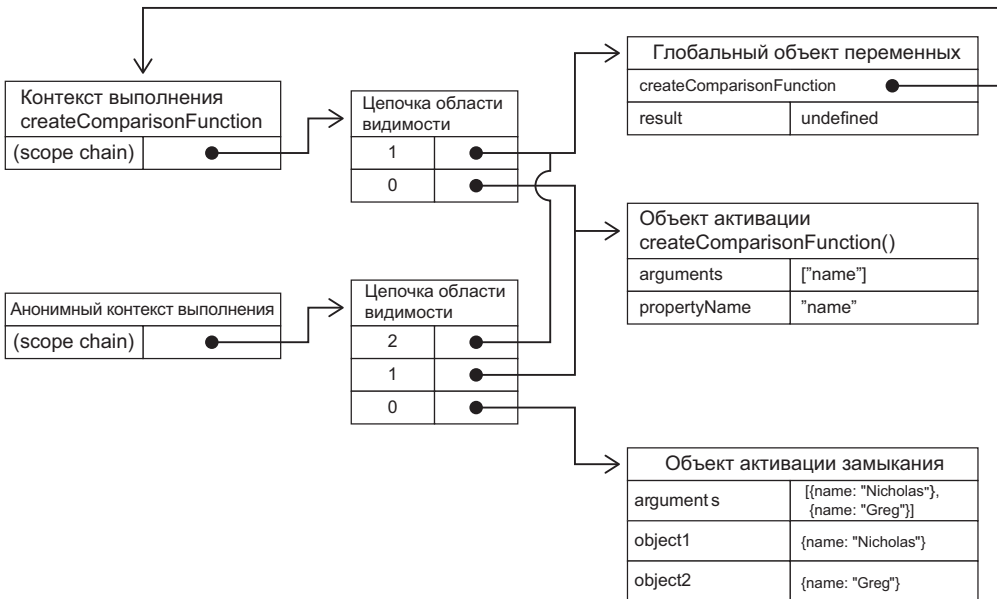 Глобальный объект переменных
createComparisonFunction
result undefined
Контекст выполнения
createComparisonFunction
(scope chain)
Цепочка области
видимости
1
0
Объект активации
createComparisonFunction()
arguments ["name"]
propertyName "name"
Анонимный контекст выполнения
(scope chain)
Цепочка области
видимости
2
1
0
Объект активации замыкания
arguments [{name: "Nicholas"},
{name: "Greg"}]
object1 {name: "Nicholas"}
object2 {name: "Greg"}